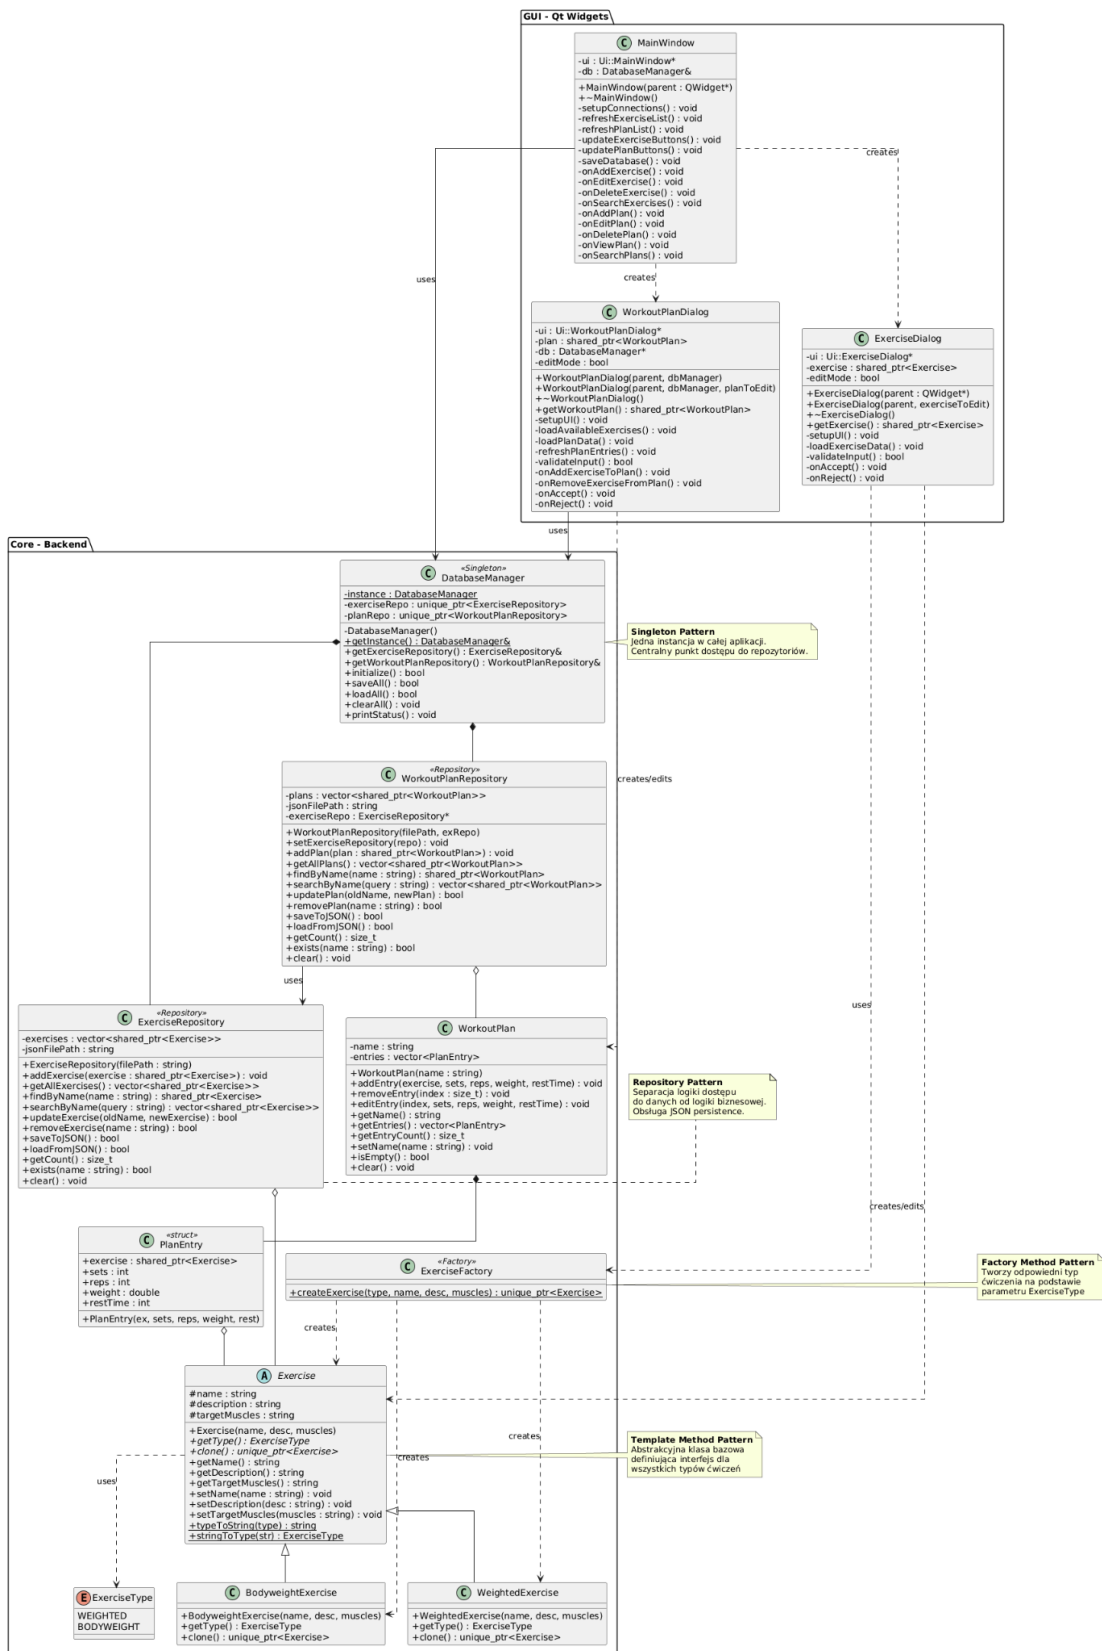 GUI - Qt Widgets
C MainWindow
-ui : Ui::MainWindow*
-db : DatabaseManager&
+MainWindow(parent : QWidget*)
+~MainWindow()
-setupConnections() : void
-refreshExerciseList() : void
-refreshPlanList() : void
-updateExerciseButtons() : void
-updatePlanButtons() : void
-saveDatabase() : void
-onAddExercise() : void
-onEditExercise() : void
-onDeleteExercise() : void
-onSearchExercises() : void
-onAddPlan() : void
-onEditPlan() : void
-onDeletePlan() : void
-onViewPlan() : void
-onSearchPlans() : void
creates
uses
creates
C WorkoutPlanDialog
-ui : Ui::WorkoutPlanDialog*
-plan : shared_ptr<WorkoutPlan>
-db : DatabaseManager*
-editMode : bool
+WorkoutPlanDialog(parent, dbManager)
+WorkoutPlanDialog(parent, dbManager, planToEdit)
+~WorkoutPlanDialog()
+getWorkoutPlan() : shared_ptr<WorkoutPlan>
-setupUI() : void
-loadAvailableExercises() : void
-loadPlanData() : void
-refreshPlanEntries() : void
-validateInput() : bool
-onAddExerciseToPlan() : void
-onRemoveExerciseFromPlan() : void
-onAccept() : void
-onReject() : void
C ExerciseDialog
-ui : Ui::ExerciseDialog*
-exercise : shared_ptr<Exercise>
-editMode : bool
+ExerciseDialog(parent : QWidget*)
+ExerciseDialog(parent, exerciseToEdit)
+~ExerciseDialog()
+getExercise() : shared_ptr<Exercise>
-setupUI() : void
-loadExerciseData() : void
-validateInput() : bool
-onAccept() : void
-onReject() : void
uses
Core - Backend
«Singleton»
C DatabaseManager
-instance : DatabaseManager
-exerciseRepo : unique_ptr<ExerciseRepository>
-planRepo : unique_ptr<WorkoutPlanRepository>
-DatabaseManager()
+getInstance() : DatabaseManager&
+getExerciseRepository() : ExerciseRepository&
+getWorkoutPlanRepository() : WorkoutPlanRepository&
+initialize() : bool
+saveAll() : bool
+loadAll() : bool
+clearAll() : void
+printStatus() : void
Singleton Pattern
Jedna instancja w całej aplikacji.
Centralny punkt dostępu do repozytoriów.
«Repository»
C WorkoutPlanRepository
-plans : vector<shared_ptr<WorkoutPlan>>
-jsonFilePath : string
-exerciseRepo : ExerciseRepository*
+WorkoutPlanRepository(filePath, exRepo)
+setExerciseRepository(repo) : void
+addPlan(plan : shared_ptr<WorkoutPlan>) : void
+getAllPlans() : vector<shared_ptr<WorkoutPlan>>
+findByName(name : string) : shared_ptr<WorkoutPlan>
+searchByName(query : string) : vector<shared_ptr<WorkoutPlan>>
+updatePlan(oldName, newPlan) : bool
+removePlan(name : string) : bool
+saveToJSON() : bool
+loadFromJSON() : bool
+getCount() : size_t
+exists(name : string) : bool
+clear() : void
creates/edits
uses
«Repository»
C ExerciseRepository
-exercises : vector<shared_ptr<Exercise>>
-jsonFilePath : string
+ExerciseRepository(filePath : string)
+addExercise(exercise : shared_ptr<Exercise>) : void
+getAllExercises() : vector<shared_ptr<Exercise>>
+findByName(name : string) : shared_ptr<Exercise>
+searchByName(query : string) : vector<shared_ptr<Exercise>>
+updateExercise(oldName, newExercise) : bool
+removeExercise(name : string) : bool
+saveToJSON() : bool
+loadFromJSON() : bool
+getCount() : size_t
+exists(name : string) : bool
+clear() : void
C WorkoutPlan
-name : string
-entries : vector<PlanEntry>
+WorkoutPlan(name : string)
+addEntry(exercise, sets, reps, weight, restTime) : void
+removeEntry(index : size_t) : void
+editEntry(index, sets, reps, weight, restTime) : void
+getName() : string
+getEntries() : vector<PlanEntry>
+getEntryCount() : size_t
+setName(name : string) : void
+isEmpty() : bool
+clear() : void
uses
Repository Pattern
Separacja logiki dostępu
do danych od logiki biznesowej.
Obsługa JSON persistence.
creates/edits
«struct»
C PlanEntry
+exercise : shared_ptr<Exercise>
+sets : int
+reps : int
+weight : double
+restTime : int
+PlanEntry(ex, sets, reps, weight, rest)
«Factory»
C ExerciseFactory
+createExercise(type, name, desc, muscles) : unique_ptr<Exercise>
Factory Method Pattern
Tworzy odpowiedni typ
ćwiczenia na podstawie
parametru ExerciseType
creates
A Exercise
#name : string
#description : string
#targetMuscles : string
+Exercise(name, desc, muscles)
+getType() : ExerciseType
+clone() : unique_ptr<Exercise>
+getName() : string
+getDescription() : string
+getTargetMuscles() : string
+setName(name : string) : void
+setDescription(desc : string) : void
+setTargetMuscles(muscles : string) : void
+typeToString(type) : string
+stringToType(str) : ExerciseType
creates
creates
uses
Template Method Pattern
Abstrakcyjna klasa bazowa
definiująca interfejs dla
wszystkich typów ćwiczeń
E ExerciseType
WEIGHTED
BODYWEIGHT
C BodyweightExercise
+BodyweightExercise(name, desc, muscles)
+getType() : ExerciseType
+clone() : unique_ptr<Exercise>
C WeightedExercise
+WeightedExercise(name, desc, muscles)
+getType() : ExerciseType
+clone() : unique_ptr<Exercise>